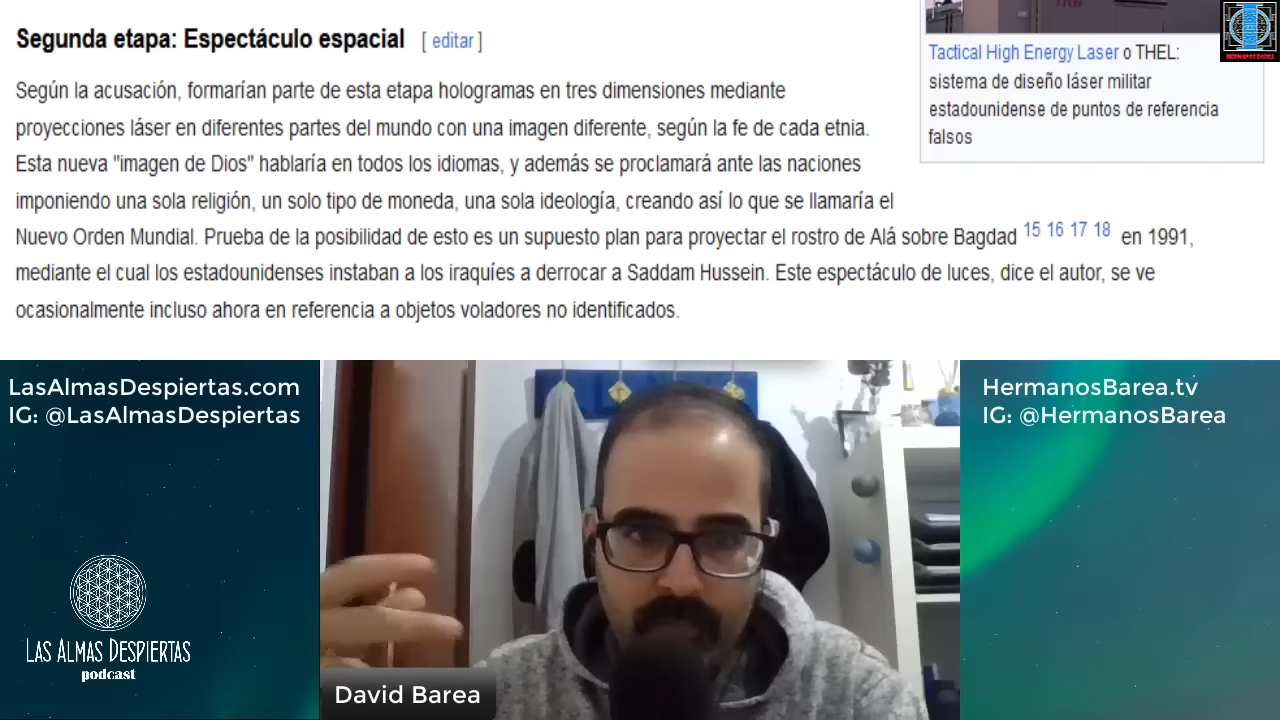 Segunda etapa: Espectáculo espacial [ editar ]
Según la acusación, formarían parte de esta etapa hologramas en tres dimensiones mediante
proyecciones láser en diferentes partes del mundo con una imagen diferente, según la fe de cada etnia.
Esta nueva "imagen de Dios" hablaría en todos los idiomas, y además se proclamará ante las naciones
imponiendo una sola religión, un solo tipo de moneda, una sola ideología, creando así lo que se llamaría el
Nuevo Orden Mundial. Prueba de la posibilidad de esto es un supuesto plan para proyectar el rostro de Alá sobre Bagdad 15 16 17 18 en 1991,
mediante el cual los estadounidenses instaban a los iraquíes a derrocar a Saddam Hussein. Este espectáculo de luces, dice el autor, se ve
ocasionalmente incluso ahora en referencia a objetos voladores no identificados.
Tactical High Energy Laser o THEL:
sistema de diseño láser militar
estadounidense de puntos de referencia
falsos
LasAlmasDespiertas.com
IG: @LasAlmasDespiertas
HermanosBarea.tv
IG: @HermanosBarea
LAS ALMAS DESPIERTAS
podcast
David Barea